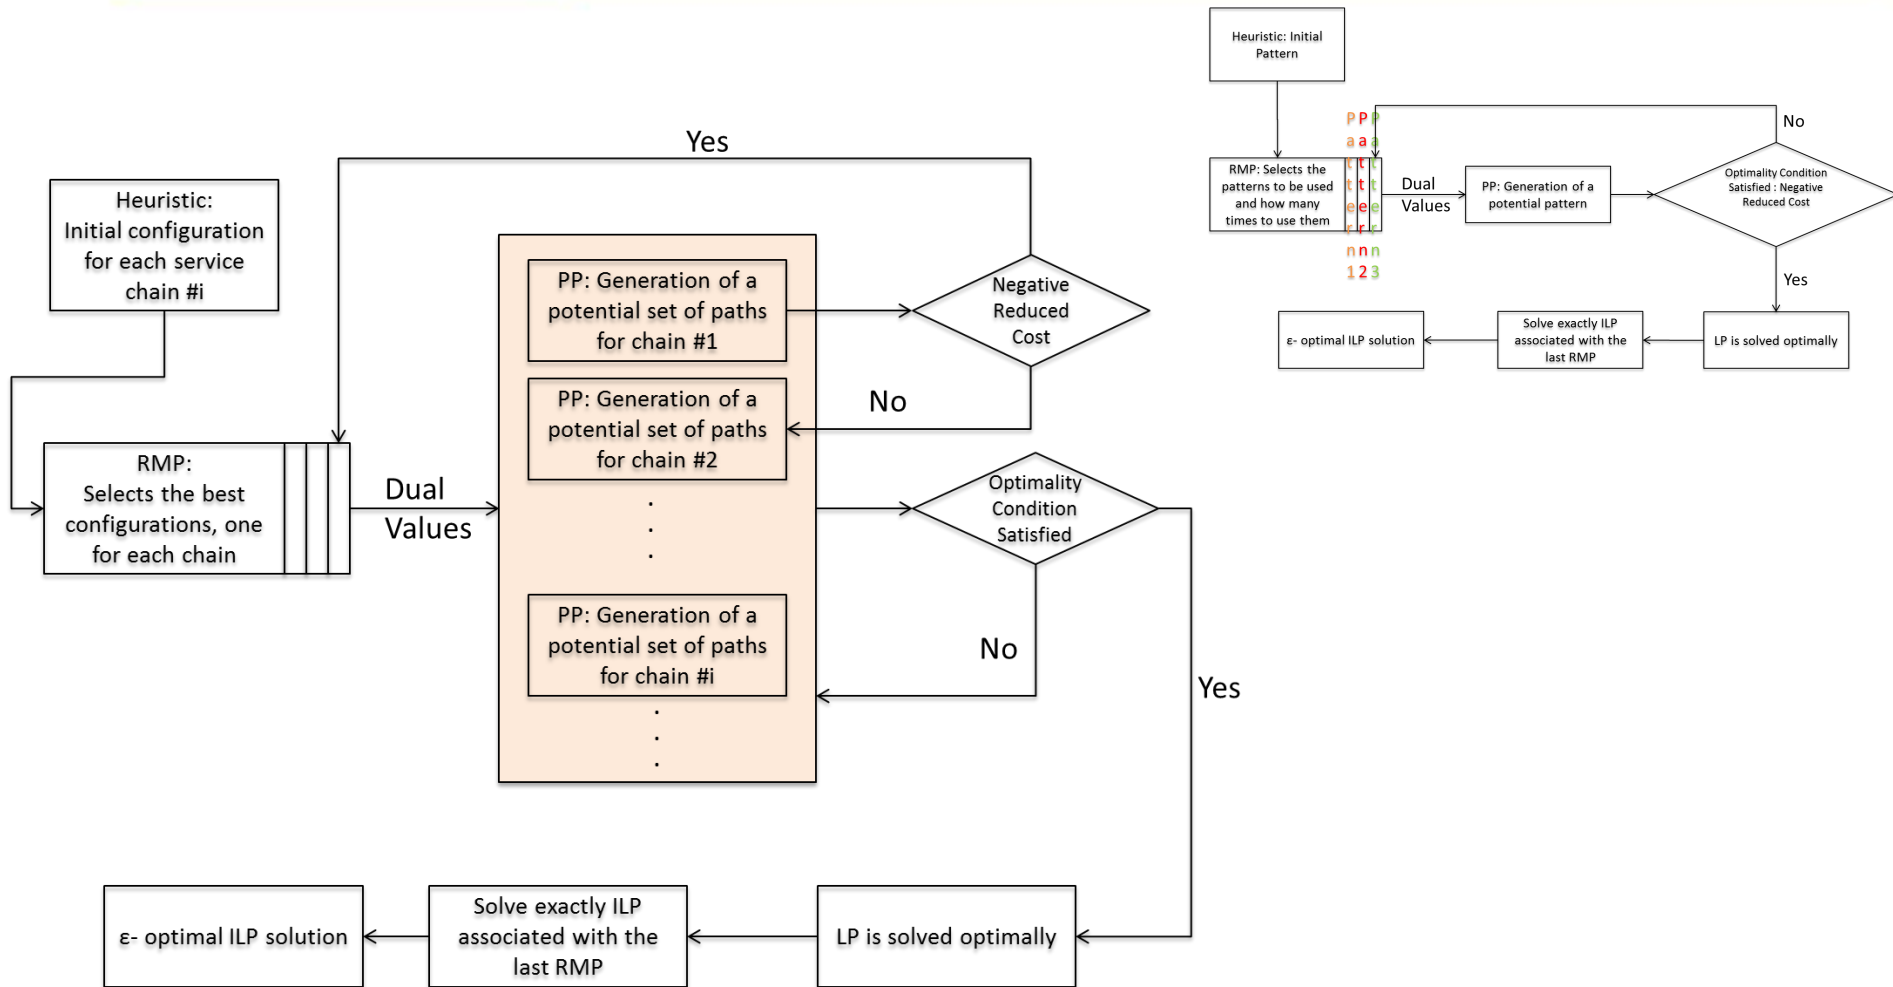 Heuristic:
Initial configuration
for each service
chain #i
RMP:
Selects the best
configurations, one
for each chain
Dual
Values
Yes
PP: Generation of a
potential set of paths
for chain #1
PP: Generation of a
potential set of paths
for chain #2
.
.
.
PP: Generation of a
potential set of paths
for chain #i
.
.
.
Negative
Reduced
Cost
No
Optimality
Condition
Satisfied
No
Yes
LP is solved optimally
Solve exactly ILP
associated with the
last RMP
ε- optimal ILP solution
Heuristic: Initial
Pattern
RMP: Selects the
patterns to be used
and how many
times to use them
Pattern1
Pattern2
Pattern3
Dual
Values
PP: Generation of a
potential pattern
Optimality Condition
Satisfied : Negative
Reduced Cost
No
Yes
LP is solved optimally
Solve exactly ILP
associated with the
last RMP
ε- optimal ILP solution